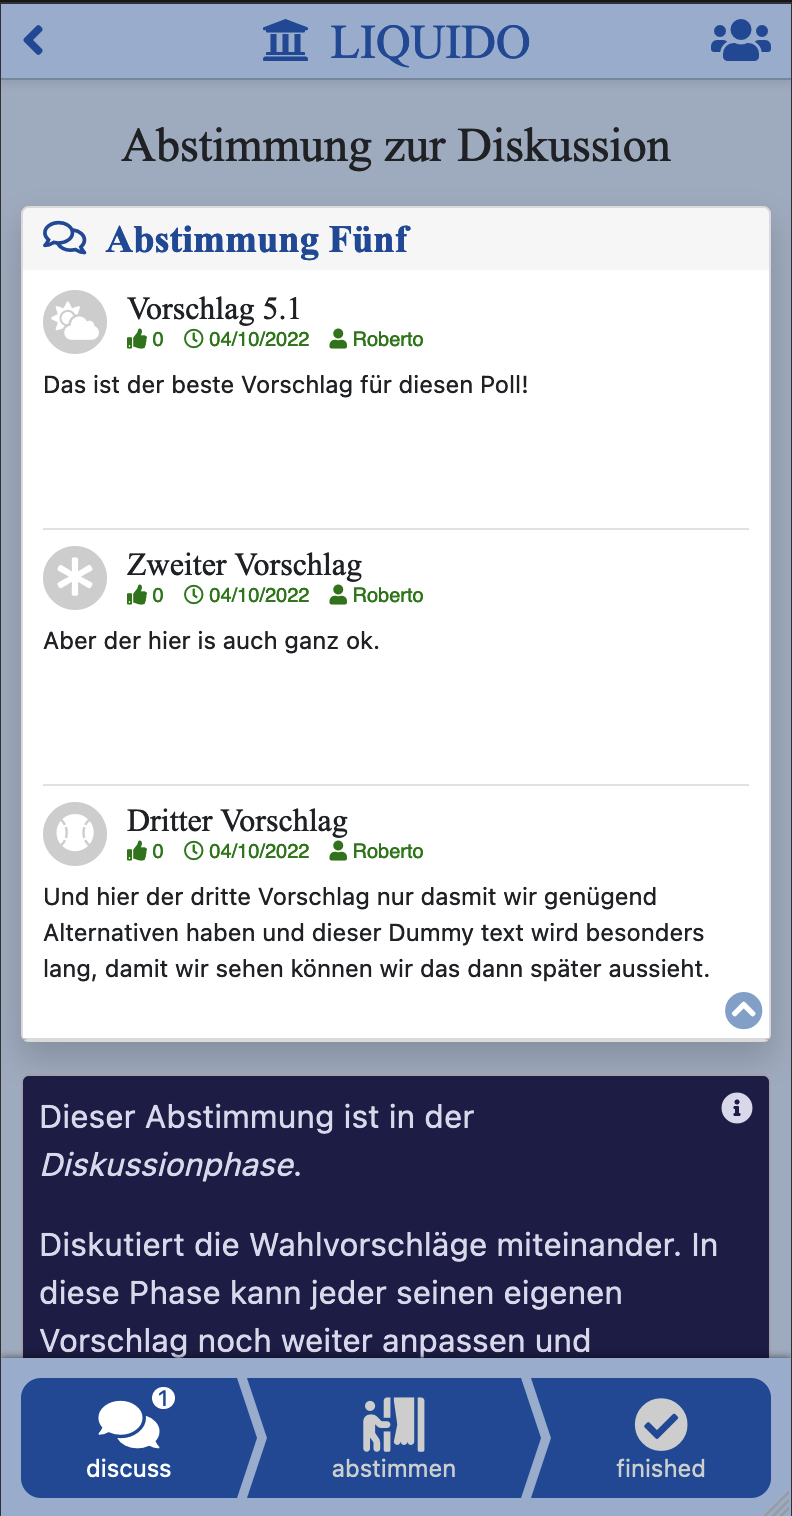 LIQUIDO
Abstimmung zur Diskussion
Abstimmung Fünf
Vorschlag 5.1
0 04/10/2022 Roberto
Das ist der beste Vorschlag für diesen Poll!
Zweiter Vorschlag
0 04/10/2022 Roberto
Aber der hier is auch ganz ok.
Dritter Vorschlag
0 04/10/2022 Roberto
Und hier der dritte Vorschlag nur dasmit wir genügend
Alternativen haben und dieser Dummy text wird besonders
lang, damit wir sehen können wir das dann später aussieht.
Dieser Abstimmung ist in der
Diskussionphase.
Diskutiert die Wahlvorschläge miteinander. In
diese Phase kann jeder seinen eigenen
Vorschlag noch weiter anpassen und
1
discuss abstimmen finished